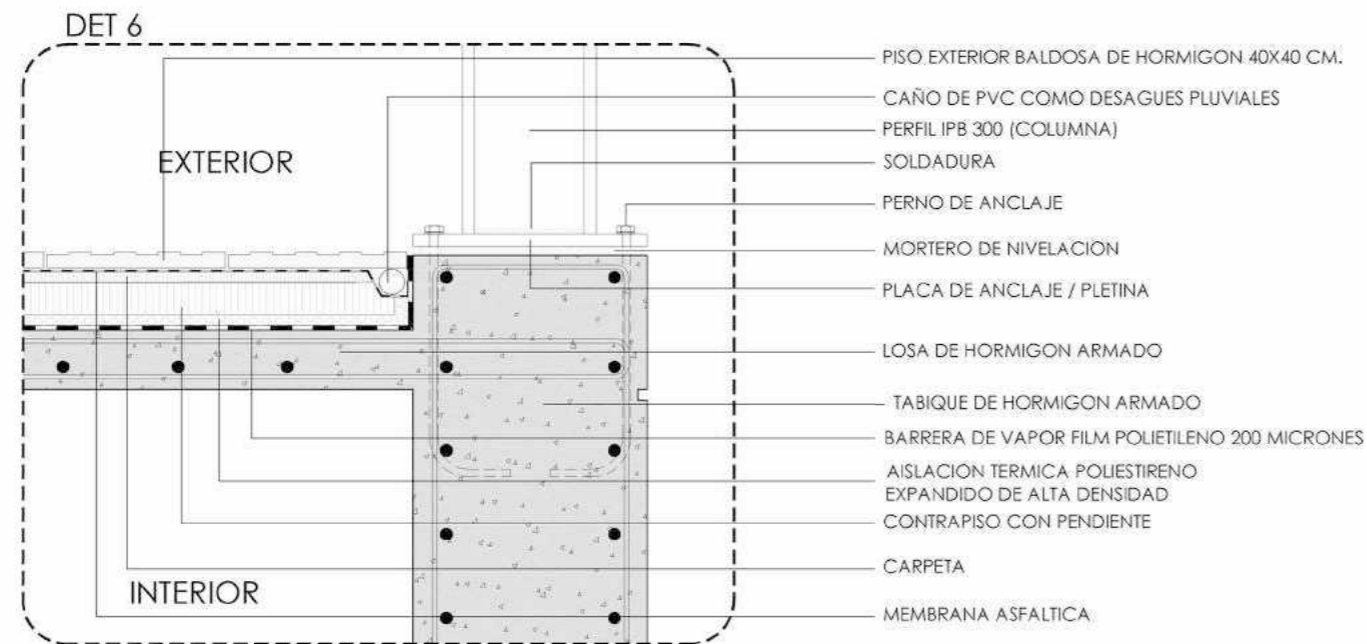 DET 6
EXTERIOR
INTERIOR
PISO EXTERIOR BALDOSA DE HORMIGON 40X40 CM.
CAÑO DE PVC COMO DESAGUES PLUVIALES
PERFIL IPB 300 (COLUMNA)
SOLDADURA
PERNO DE ANCLAJE
MORTERO DE NIVELACION
PLACA DE ANCLAJE / PLETINA
LOSA DE HORMIGON ARMADO
TABIQUE DE HORMIGON ARMADO
BARRERA DE VAPOR FILM POLIETILENO 200 MICRONES
AISLACION TERMICA POLIESTIRENO
EXPANDIDO DE ALTA DENSIDAD
CONTRAPISO CON PENDIENTE
CARPETA
MEMBRANA ASFALTICA